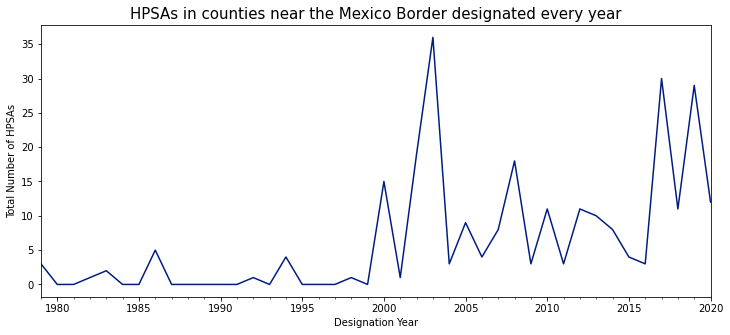 HPSAs in counties near the Mexico Border designated every year
Total Number of HPSAs
35
30
25
20
15
10
5
0
1980 1985 1990 1995 2000 2005 2010 2015 2020
Designation Year